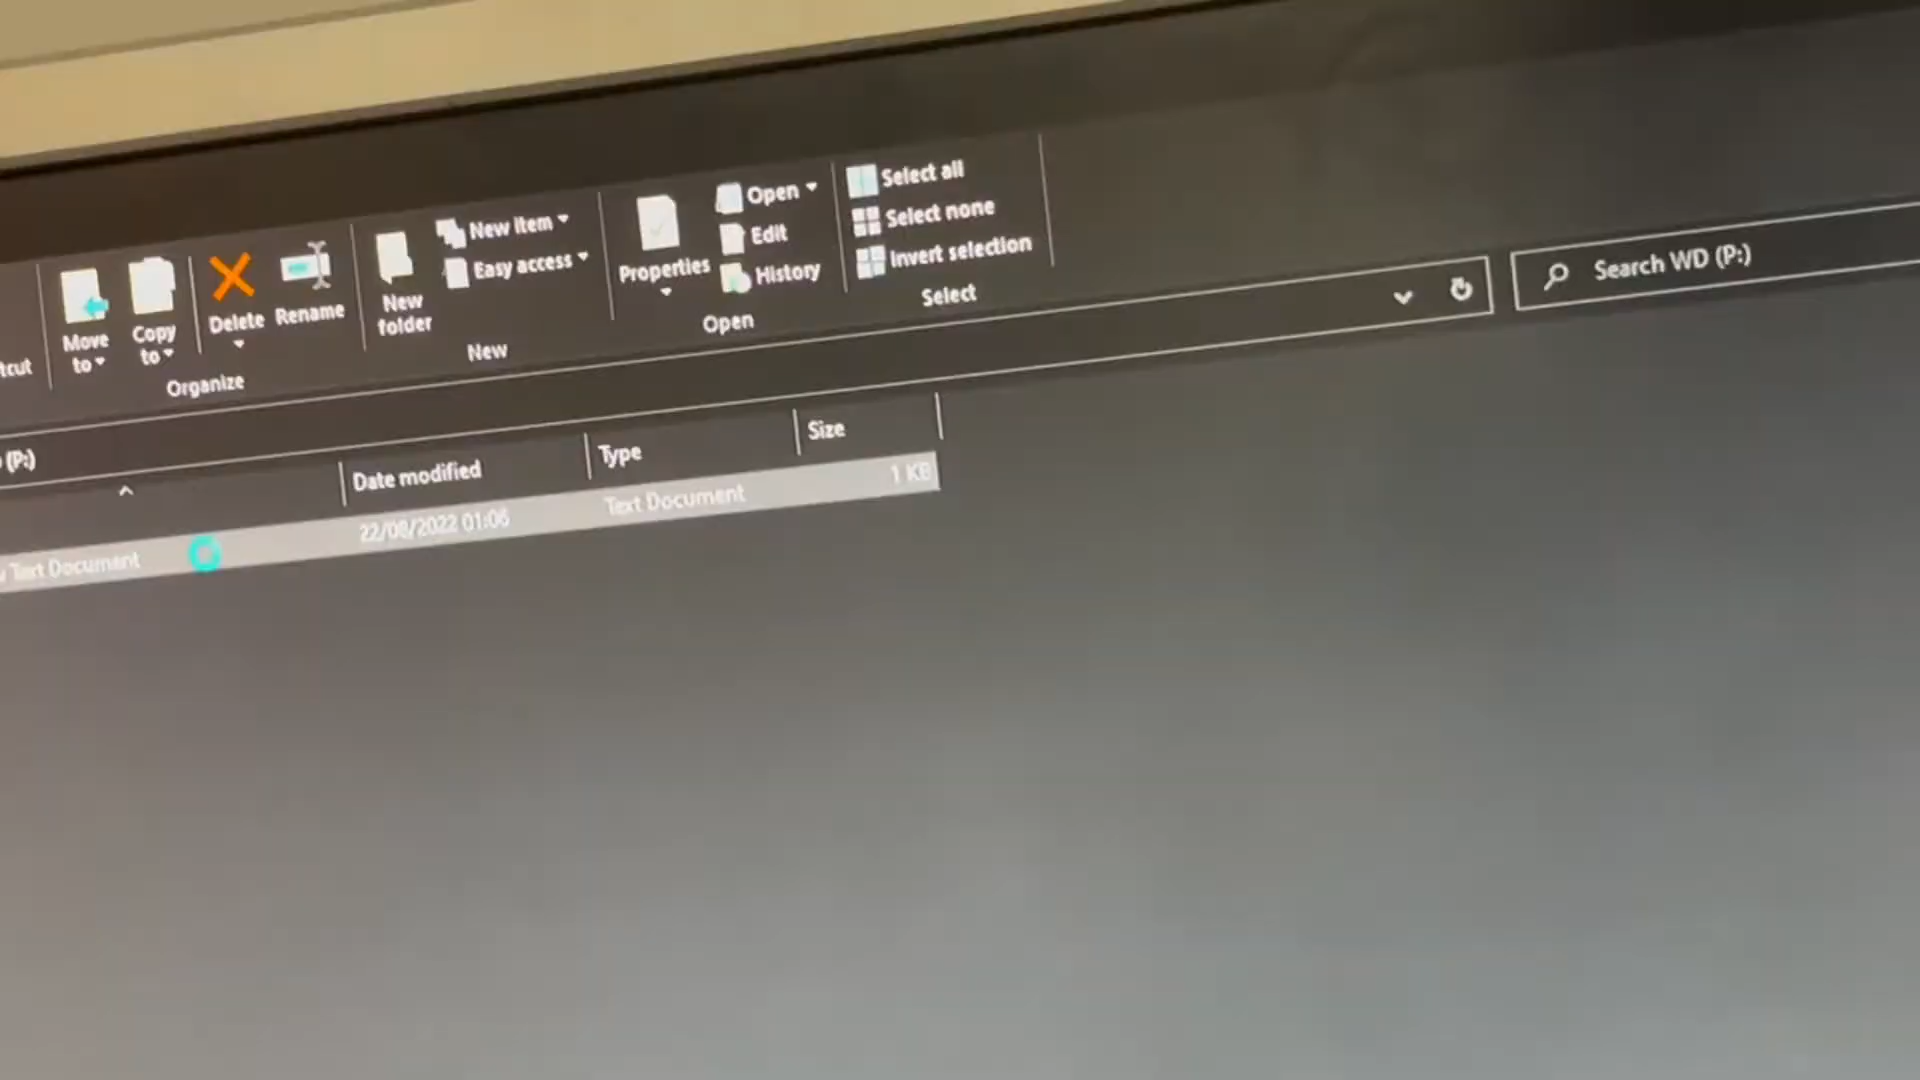 tcut
Move
to
Copy
to
Delete
Rename
Organize
New
folder
New item
Easy access
New
Properties
Open
Edit
History
Open
Select all
Select none
Invert selection
Select
(P:)
Search WD (P:)
Date modified
Type
Size
Text Document
22/08/2022 01:06
Text Document
1 KB